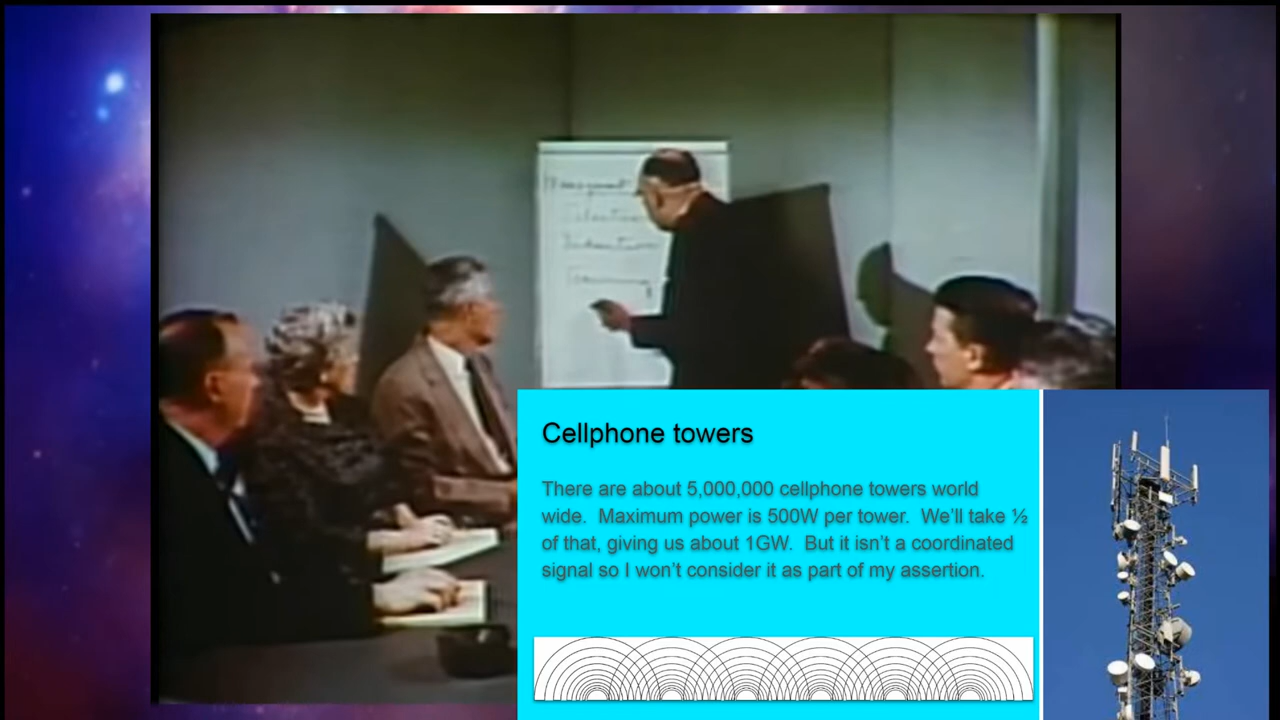 Cellphone towers
There are about 5,000,000 cellphone towers world
wide. Maximum power is 500W per tower. We'll take ½
of that, giving us about 1GW. But it isn't a coordinated
signal so I won't consider it as part of my assertion.